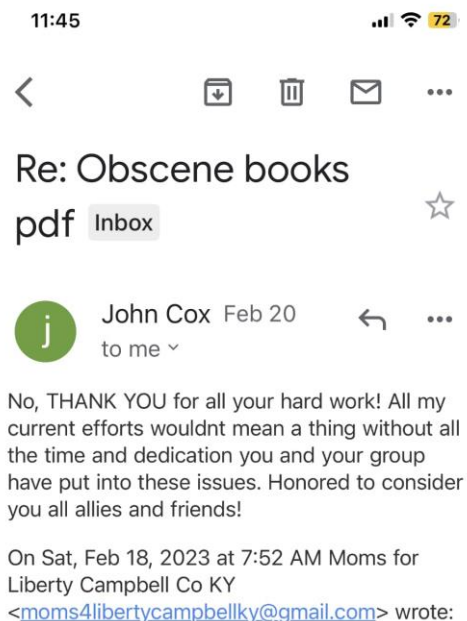 11:45
72
Re: Obscene books
pdf Inbox
j
John Cox Feb 20
to me
No, THANK YOU for all your hard work! All my
current efforts wouldnt mean a thing without all
the time and dedication you and your group
have put into these issues. Honored to consider
you all allies and friends!
On Sat, Feb 18, 2023 at 7:52 AM Moms for
Liberty Campbell Co KY
<moms4libertycampbellky@gmail.com> wrote: